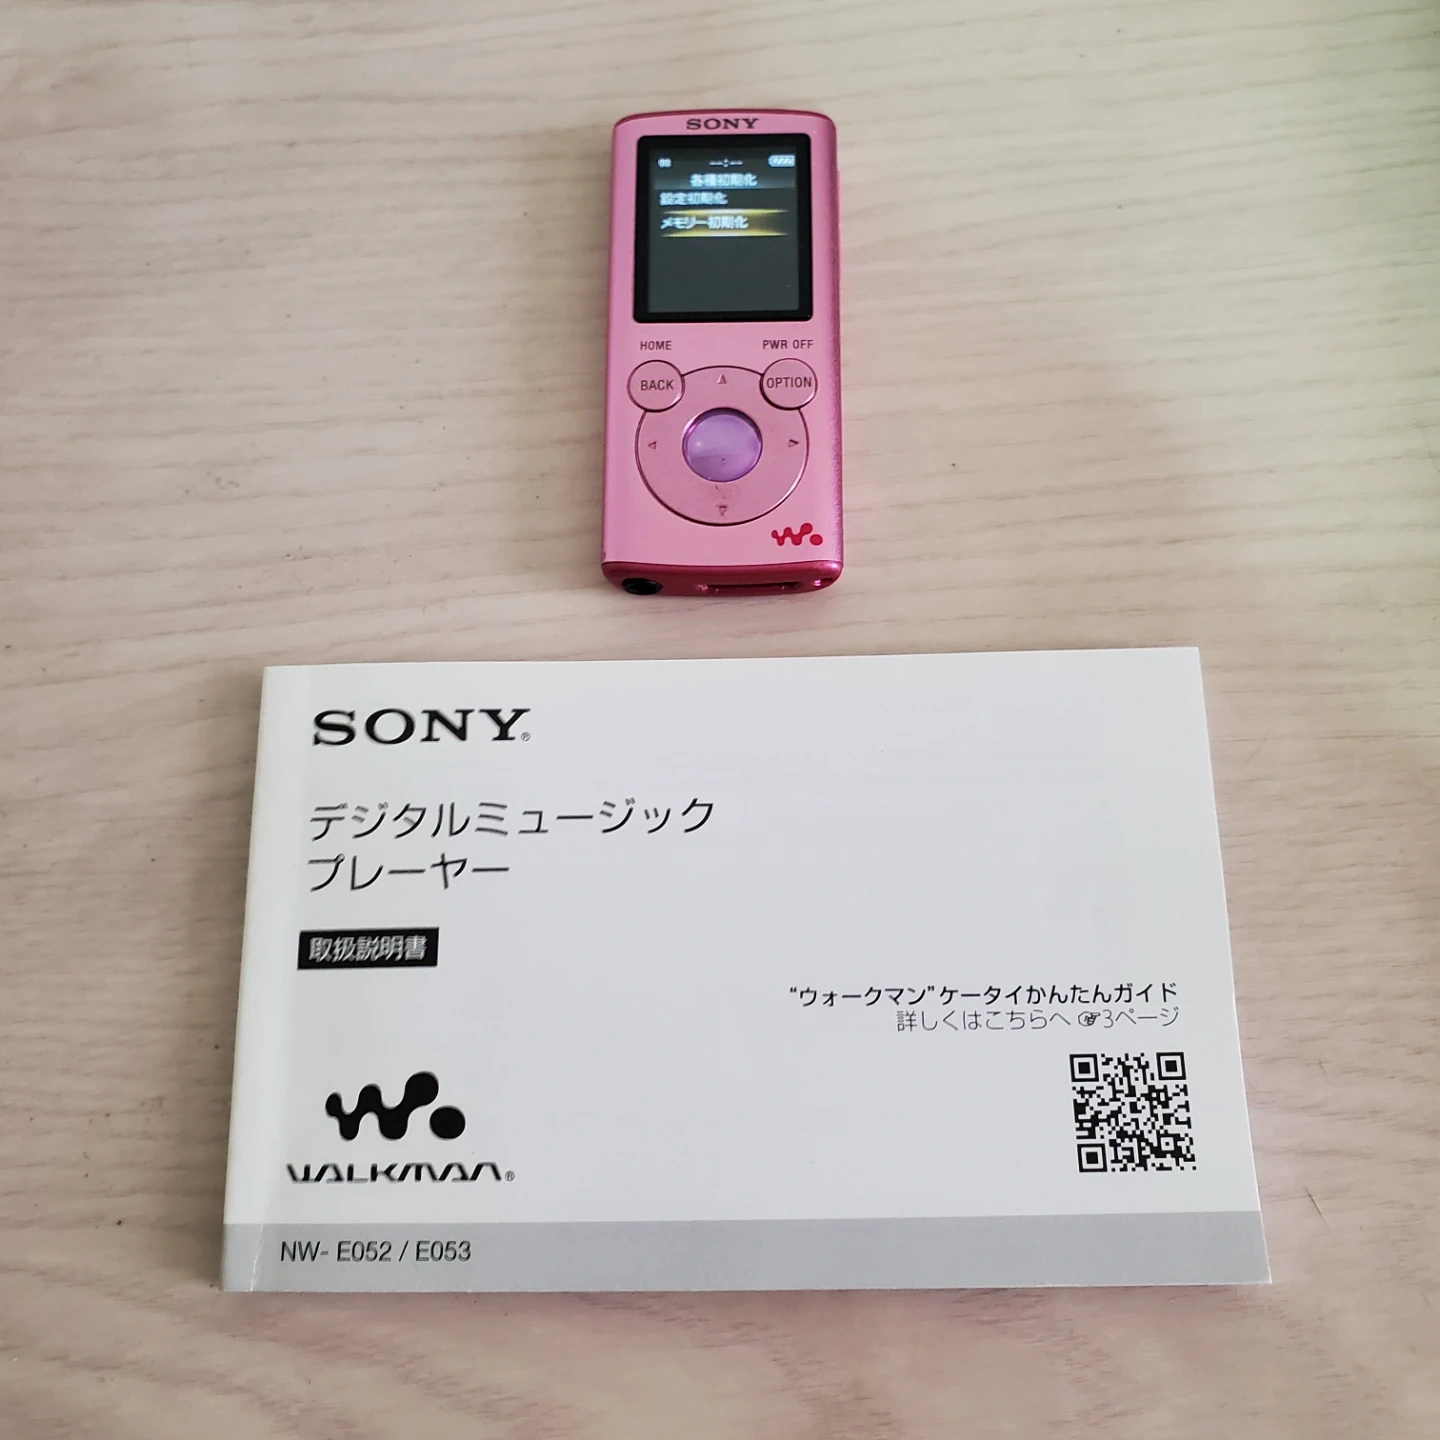 SONY
--:--
各種初期化
設定初期化
メモリー初期化
HOME
PWR OFF
BACK
OPTION
SONY®
デジタルミュージック
プレーヤー
取扱説明書
“ウォークマン”ケータイかんたんガイド
詳しくはこちらへ ☞3ページ
WALKMAN®
NW- E052 / E053